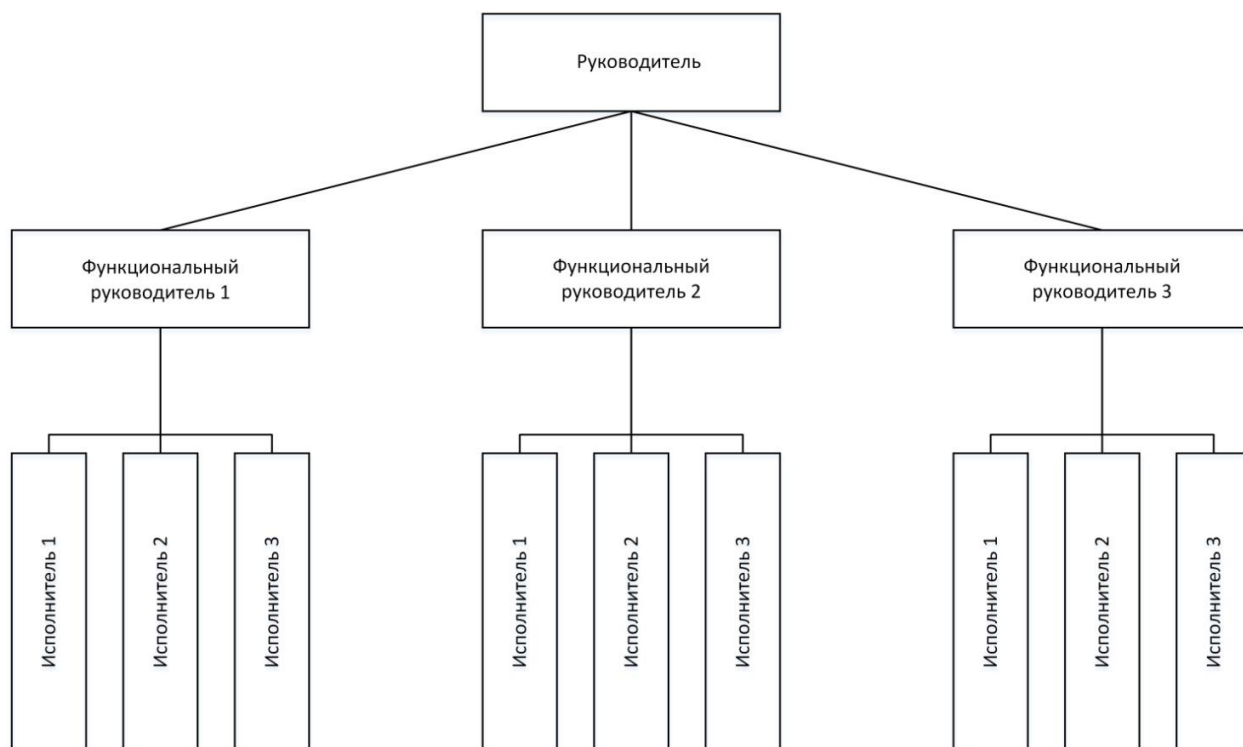 Руководитель
Функциональный
руководитель 1
Функциональный
руководитель 2
Функциональный
руководитель 3
Исполнитель 1
Исполнитель 2
Исполнитель 3
Исполнитель 1
Исполнитель 2
Исполнитель 3
Исполнитель 1
Исполнитель 2
Исполнитель 3